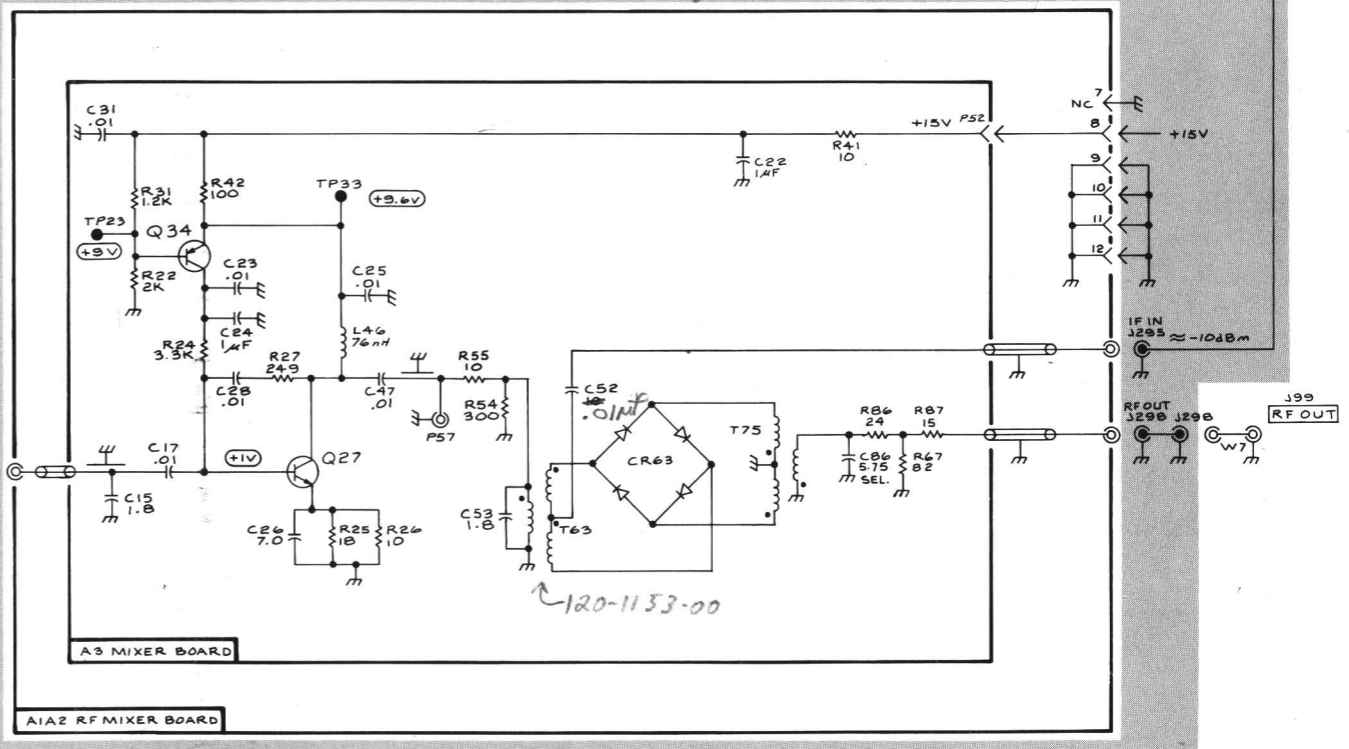 C31
.01
R31
1.2K
R42
100
TP33
+9.6V
TP23
+9V
Q34
R22
2K
C23
.01
C24
1µF
C25
.01
L46
76nH
R24
3.3K
C28
.01
R27
249
C47
.01
R55
10
R54
300
P57
C17
.01
+1V
Q27
C15
1.8
C26
7.0
R25
18
R26
10
C53
1.8
T63
C52
.01µf
CR63
T75
R86
24
R87
15
C86
5.75
SEL.
R67
82
C22
1µF
R41
10
+15V P52
NC 7
8
+15V
9
10
11
12
IF IN
J295
≈ -10dBm
RF OUT
J298 J298
W7
J99
RF OUT
120-1153-00
A3 MIXER BOARD
A1A2 RF MIXER BOARD